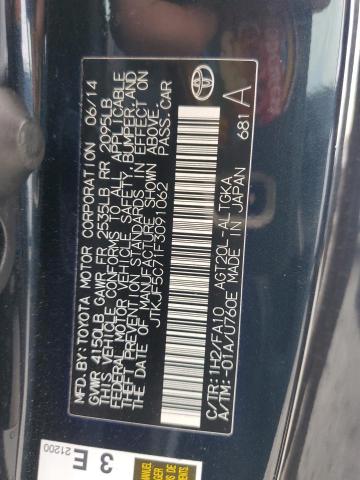 MFD.BY: TOYOTA MOTOR CORPORATION 06/14
GVWR 4150LB GAWR FR 2535LB RR 2095LB
THIS VEHICLE CONFORMS TO ALL APPLICABLE
FEDERAL MOTOR VEHICLE SAFETY, BUMPER, AND
THEFT PREVENTION STANDARDS IN EFFECT ON
THE DATE OF MANUFACTURE SHOWN ABOVE.
JTKJF5C71F3091062 PASS.CAR
C/TR:1H2/FA10 AGT20L-ALTGKA
A/TM:-01A/U760E MADE IN JAPAN
681 A
3 E
21200
MANUEL